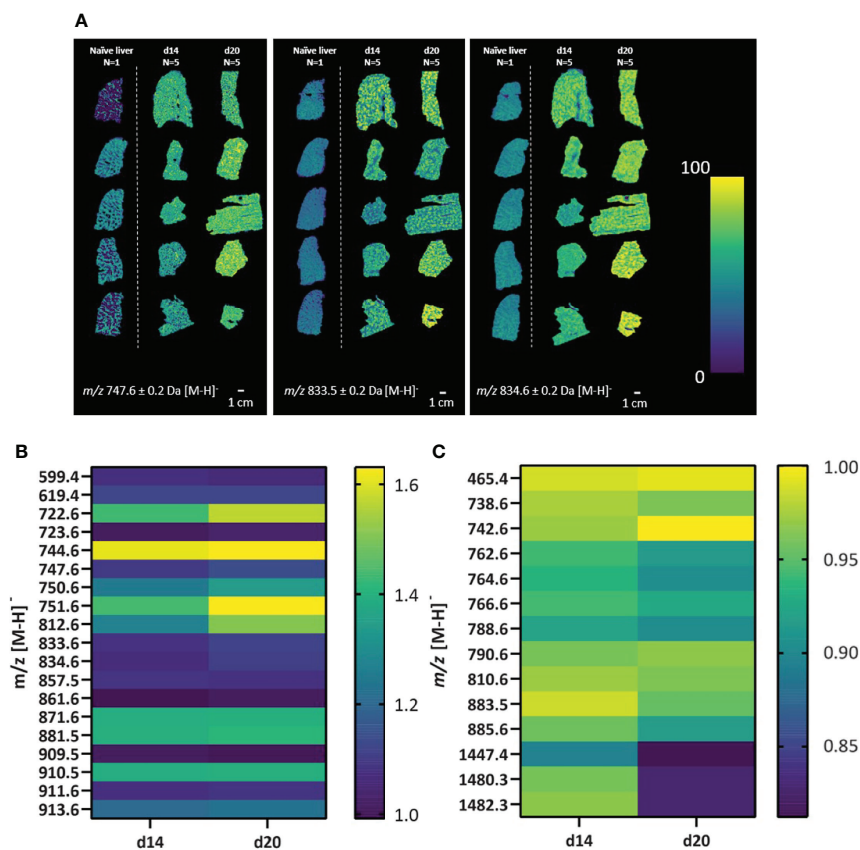 A
Naïve liver d14 d20
N=1 N=5 N=5
Naïve liver d14 d20
N=1 N=5 N=5
Naïve liver d14 d20
N=1 N=5 N=5
100
0
m/z 747.6 ± 0.2 Da [M-H]-
1 cm
m/z 833.5 ± 0.2 Da [M-H]-
1 cm
m/z 834.6 ± 0.2 Da [M-H]-
1 cm
B
m/z [M-H]-
599.4
619.4
722.6
723.6
744.6
747.6
750.6
751.6
812.6
833.6
834.6
857.5
861.6
871.6
881.5
909.5
910.5
911.6
913.6
d14 d20
1.6
1.4
1.2
1.0
C
m/z [M-H]-
465.4
738.6
742.6
762.6
764.6
766.6
788.6
790.6
810.6
883.5
885.6
1447.4
1480.3
1482.3
d14 d20
1.00
0.95
0.90
0.85